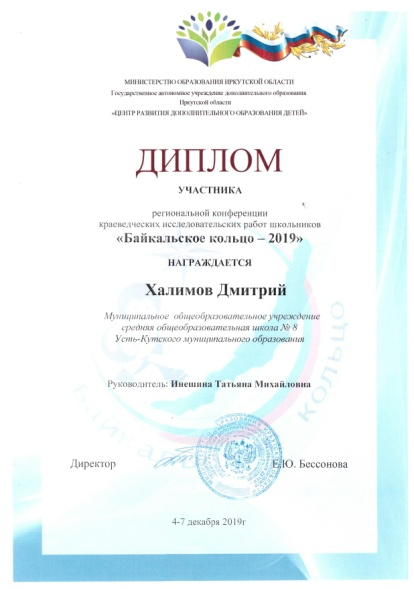 МИНИСТЕРСТВО ОБРАЗОВАНИЯ ИРКУТСКОЙ ОБЛАСТИ
Государственное автономное учреждение дополнительного образования
Иркутской области
«ЦЕНТР РАЗВИТИЯ ДОПОЛНИТЕЛЬНОГО ОБРАЗОВАНИЯ ДЕТЕЙ»
ДИПЛОМ
УЧАСТНИКА
региональной конференции
краеведческих исследовательских работ школьников
«Байкальское кольцо – 2019»
НАГРАЖДАЕТСЯ
Халимов Дмитрий
Муниципальное общеобразовательное учреждение
средняя общеобразовательная школа № 8
Усть-Кутского муниципального образования
Руководитель: Инешина Татьяна Михайловна
кольцо
Директор
Е.Ю. Бессонова
4-7 декабря 2019г